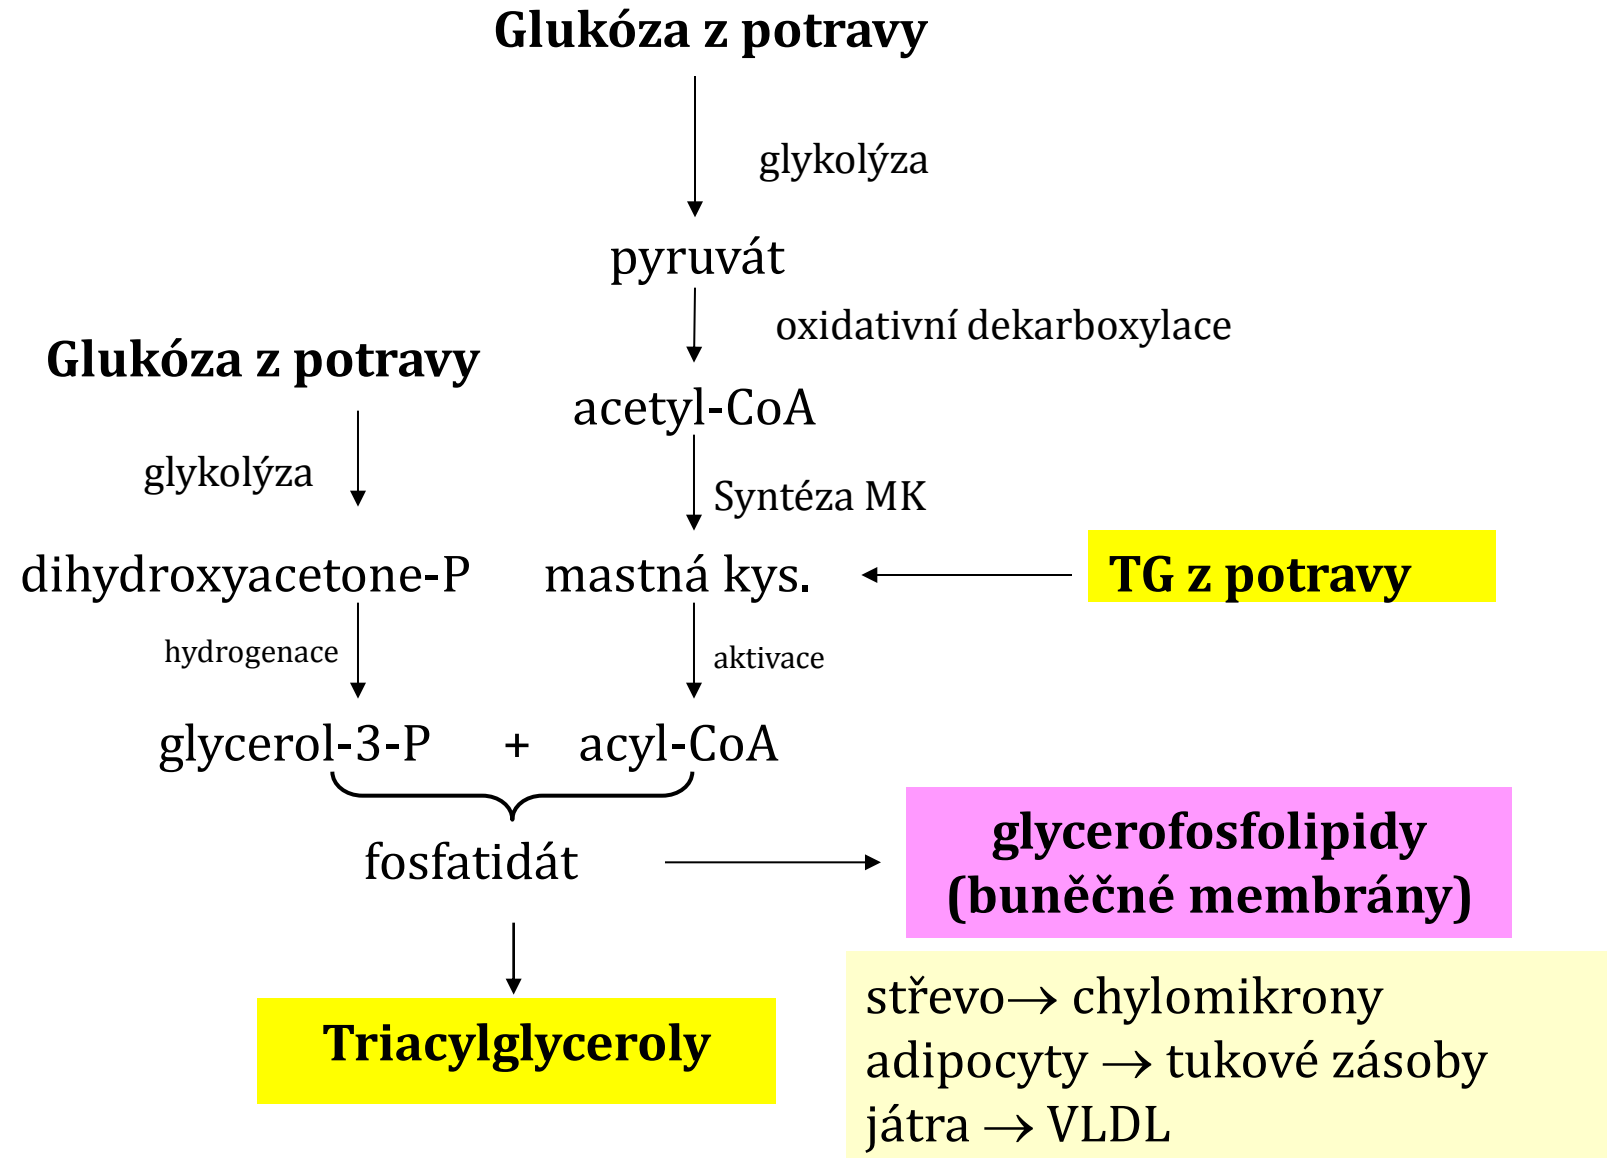 Glukóza z potravy
glykolýza
pyruvát
oxidativní dekarboxylace
Glukóza z potravy
acetyl-CoA
glykolýza
Syntéza MK
dihydroxyacetone-P
mastná kys.
TG z potravy
hydrogenace
aktivace
glycerol-3-P + acyl-CoA
fosfatidát
glycerofosfolipidy
(buněčné membrány)
Triacylglyceroly
střevo→ chylomikrony
adipocyty → tukové zásoby
játra → VLDL